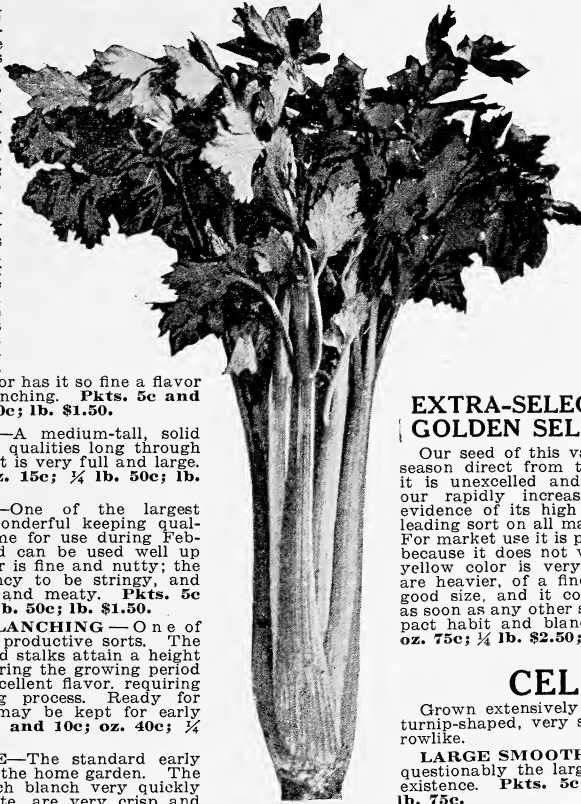 or has it so fine a flavor
nching. Pkts. 5c and
0c; lb. $1.50.
—A medium-tall, solid
qualities long through
t is very full and large.
z. 15c; ¼ lb. 50c; lb.
—One of the largest
onderful keeping qual-
me for use during Feb-
d can be used well up
r is fine and nutty; the
ncy to be stringy, and
and meaty. Pkts. 5c
b. 50c; lb. $1.50.
LANCHING—One of
productive sorts. The
d stalks attain a height
ring the growing period
cellent flavor. requiring
g process. Ready for
may be kept for early
and 10c; oz. 40c; ¼
E—The standard early
the home garden. The
ch blanch very quickly
te, are very crisp and
EXTRA-SELEC
GOLDEN SEL
Our seed of this va
season direct from t
it is unexcelled and
our rapidly increas
evidence of its high
leading sort on all ma
For market use it is p
because it does not v
yellow color is very
are heavier, of a fine
good size, and it co
as soon as any other s
pact habit and blanc
oz. 75c; ¼ lb. $2.50;
CEL
Grown extensively
turnip-shaped, very s
rowlike.
LARGE SMOOTH
questionably the larg
existence. Pkts. 5c
lb. 75c.